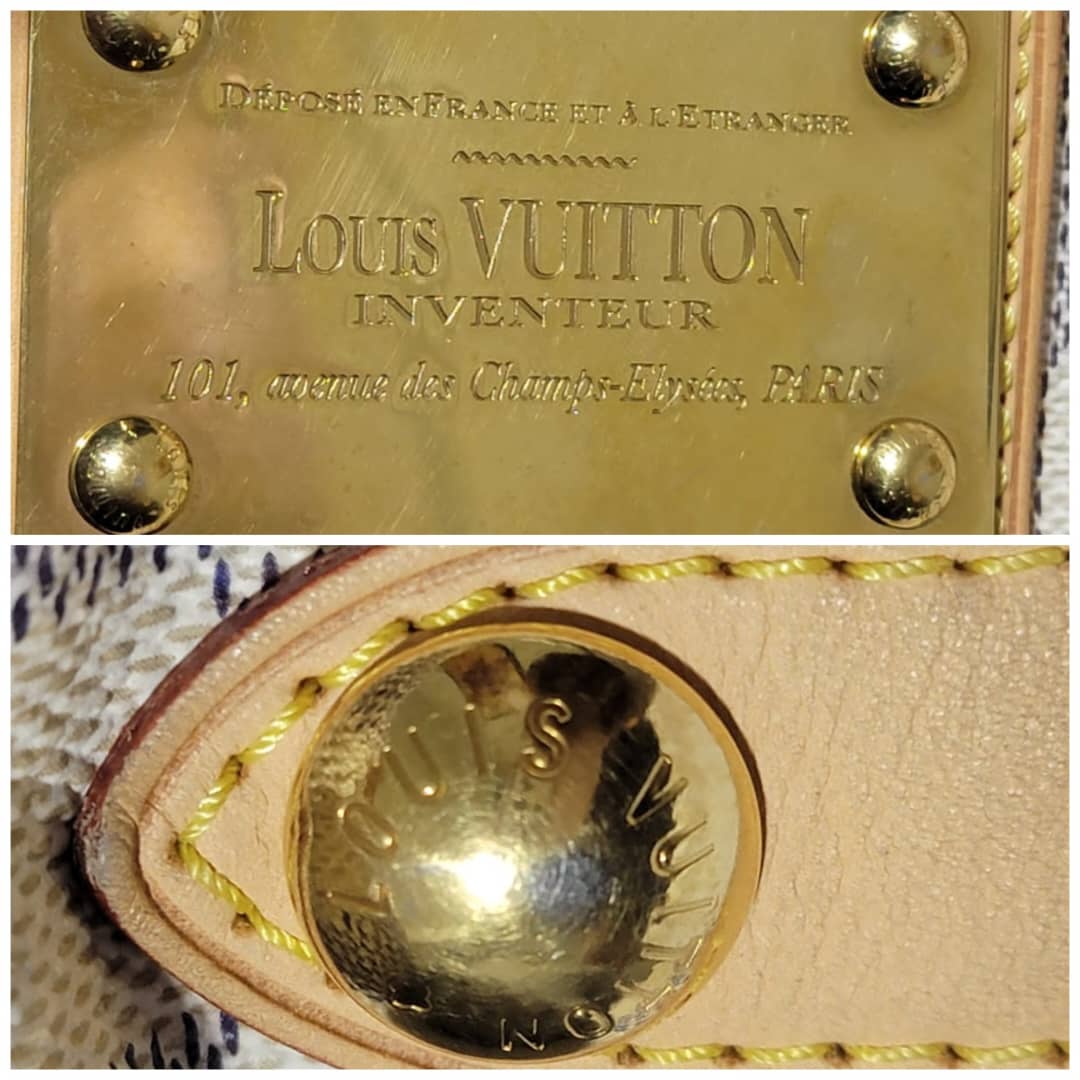 DÉPOSÉ EN FRANCE ET À L'ETRANGER
LOUIS VUITTON
INVENTEUR
101, avenue des Champs-Elysées, PARIS
LOUIS VUITTON